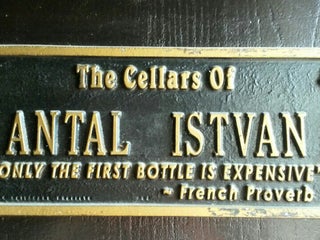 The Cellars Of
ANTAL ISTVAN
"ONLY THE FIRST BOTTLE IS EXPENSIVE"
~ French Proverb